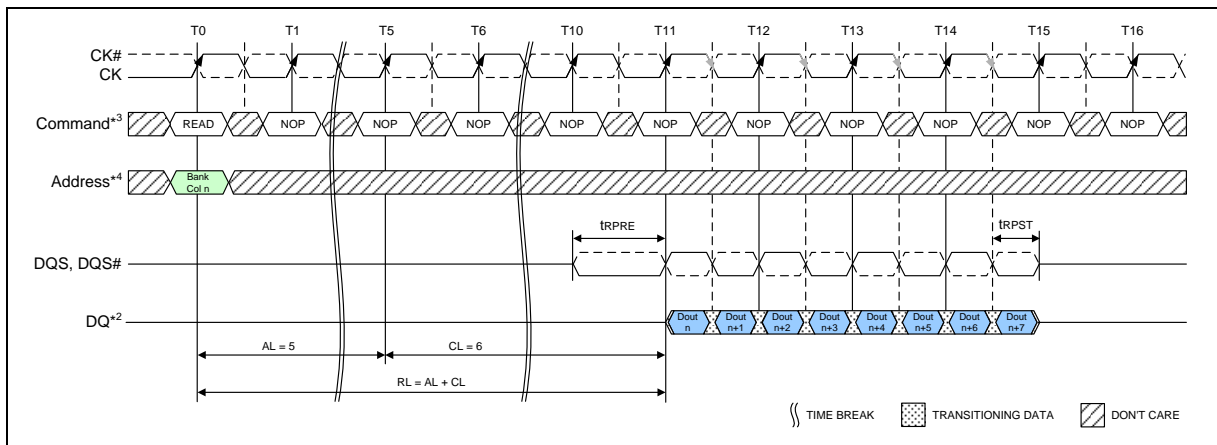 T0 T1 T5 T6 T10 T11 T12 T13 T14 T15 T16
CK#
CK
Command*3 READ NOP NOP NOP NOP NOP NOP NOP NOP NOP NOP
Address*4 Bank
Col n
tRPRE tRPST
DQS, DQS#
DQ*2
Dout Dout Dout Dout Dout Dout Dout Dout
n n+1 n+2 n+3 n+4 n+5 n+6 n+7
AL = 5 CL = 6
RL = AL + CL
TIME BREAK TRANSITIONING DATA DON'T CARE